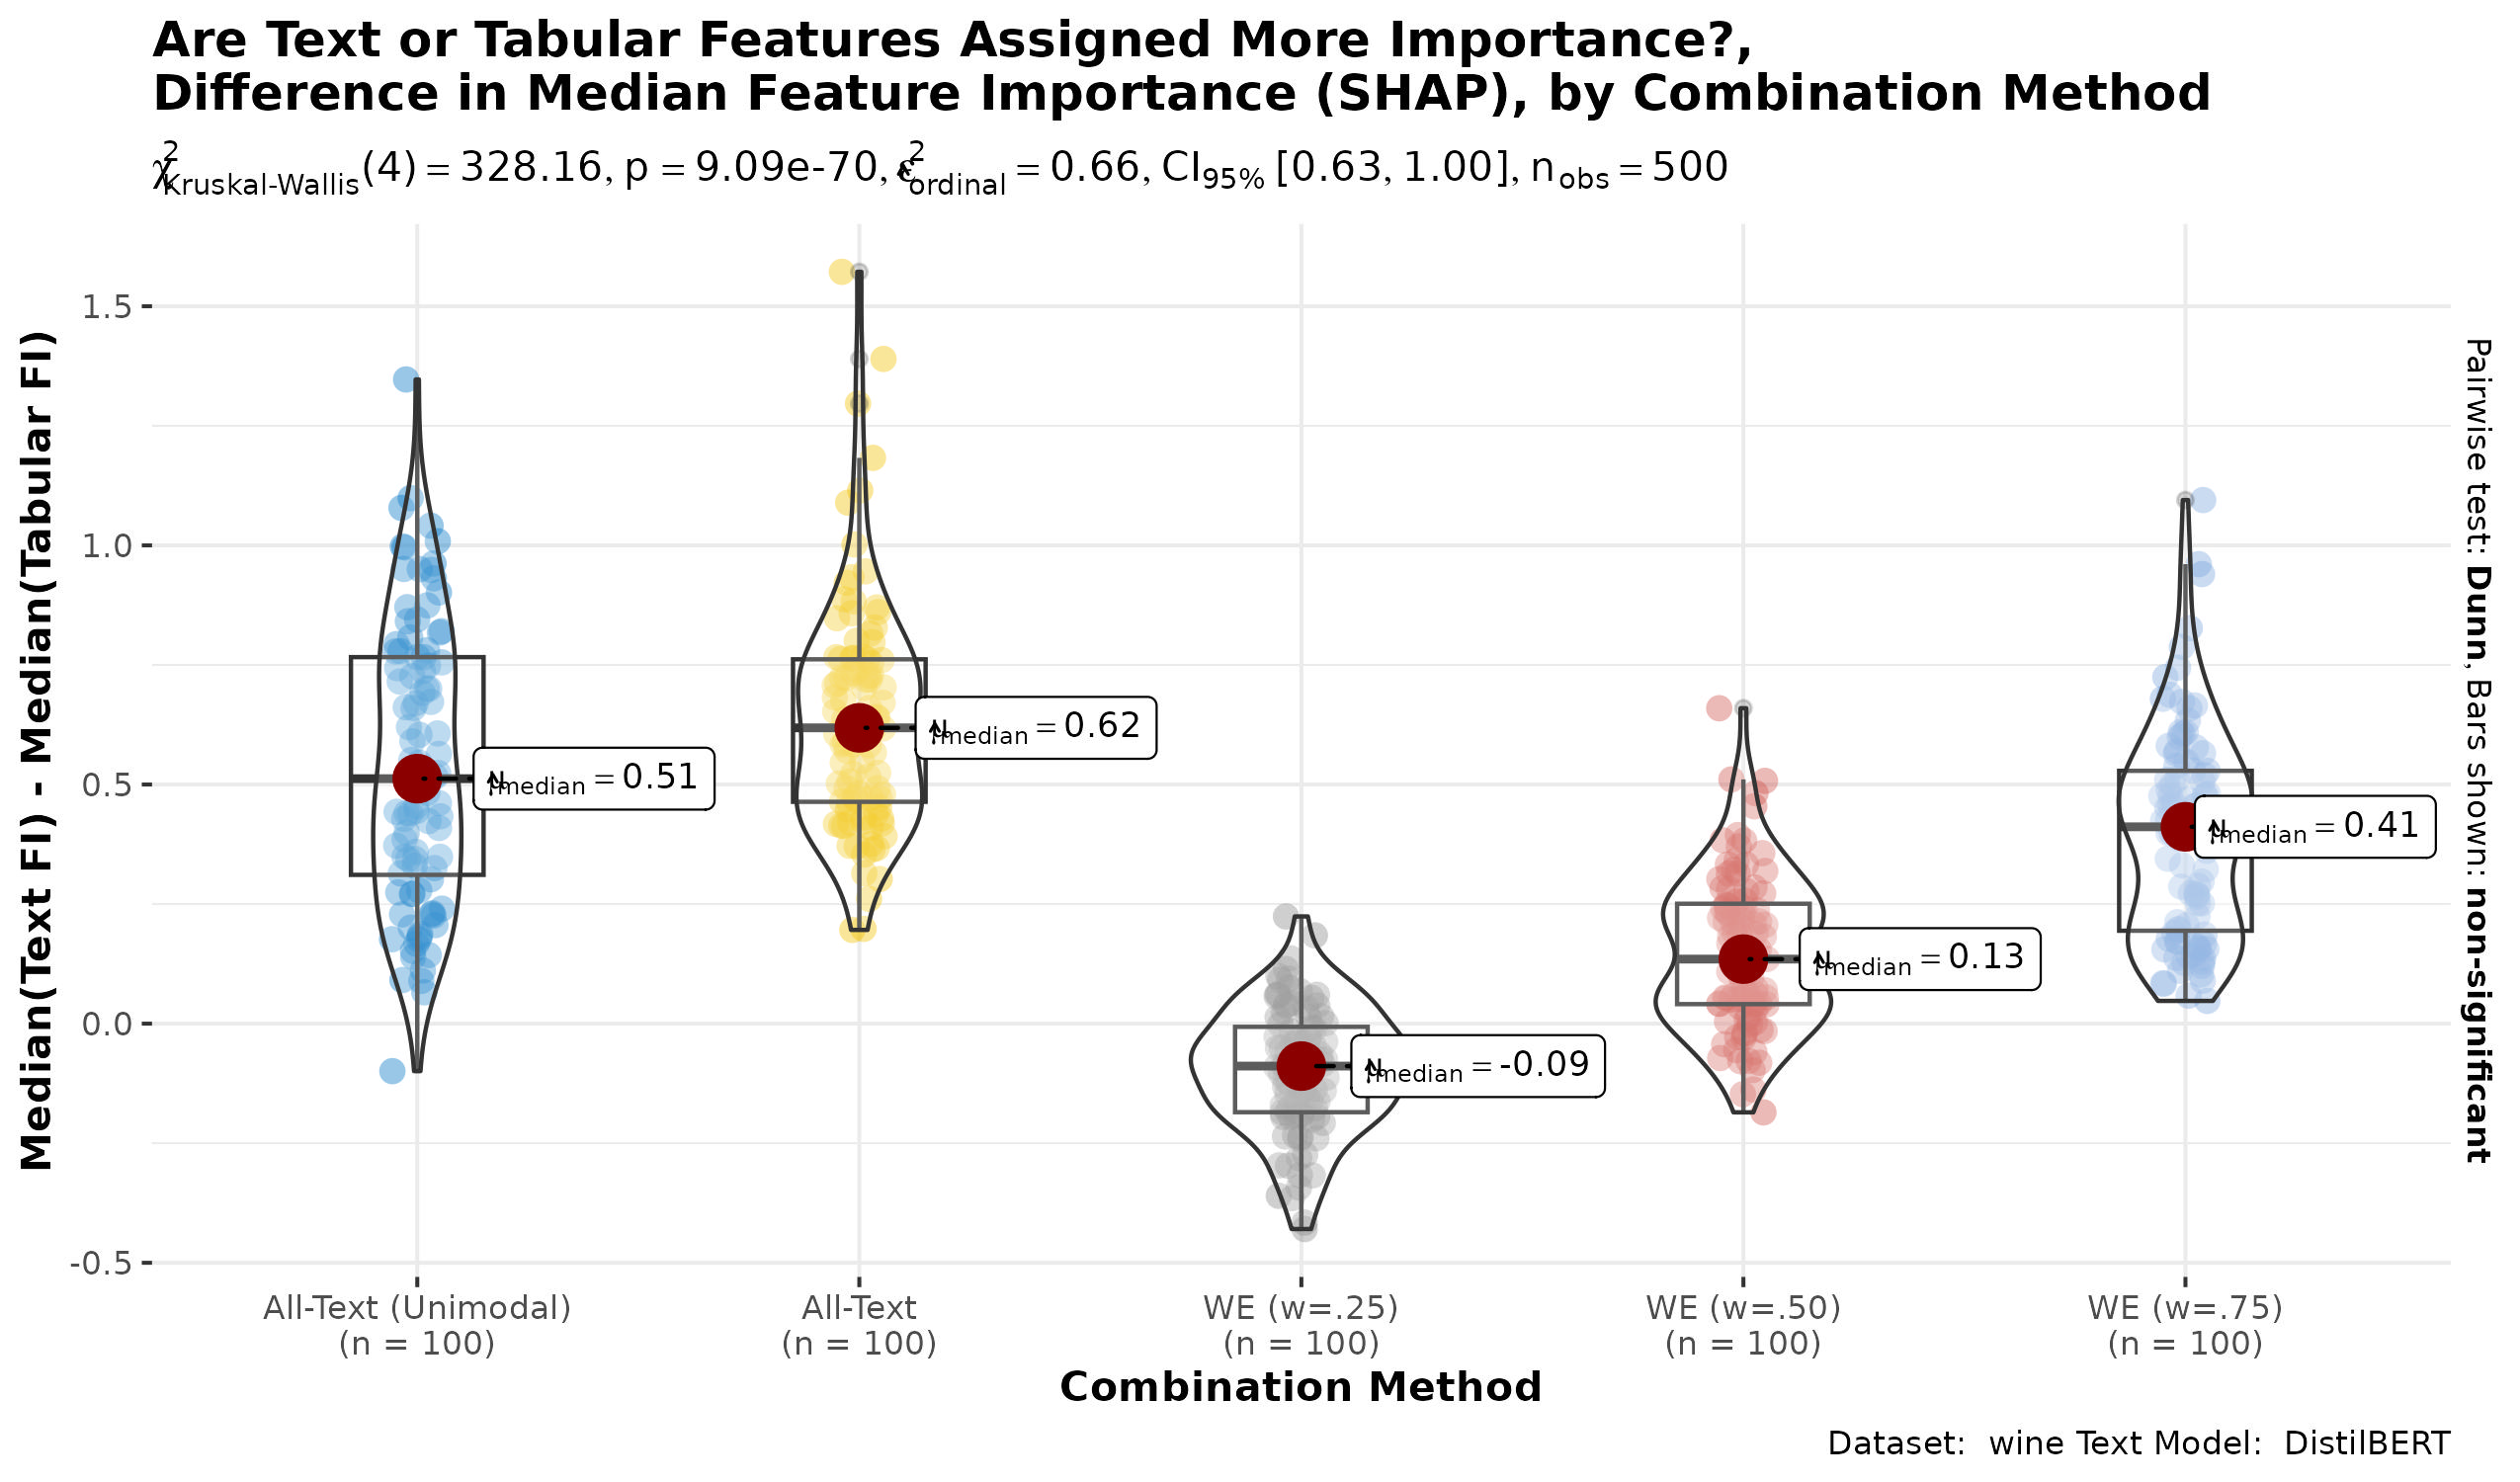 Are Text or Tabular Features Assigned More Importance?,
Difference in Median Feature Importance (SHAP), by Combination Method
χ²Kruskal-Wallis(4) = 328.16, p = 9.09e-70, ε̂²ordinal = 0.66, CI95% [0.63, 1.00], nobs = 500
Median(Text FI) - Median(Tabular FI)
1.5
1.0
0.5
0.0
-0.5
μ̂median = 0.51
μ̂median = 0.62
μ̂median = -0.09
μ̂median = 0.13
μ̂median = 0.41
Pairwise test: Dunn, Bars shown: non-significant
All-Text (Unimodal)
(n = 100)
All-Text
(n = 100)
WE (w=.25)
(n = 100)
WE (w=.50)
(n = 100)
WE (w=.75)
(n = 100)
Combination Method
Dataset:  wine Text Model:  DistilBERT